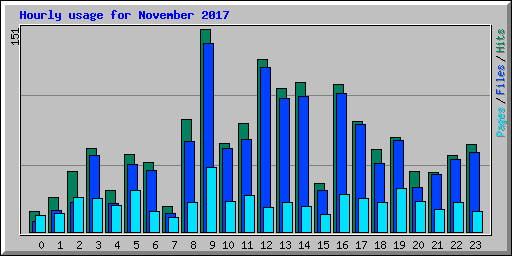 Hourly usage for November 2017
151
Pages/Files/Hits
0 1 2 3 4 5 6 7 8 9 10 11 12 13 14 15 16 17 18 19 20 21 22 23